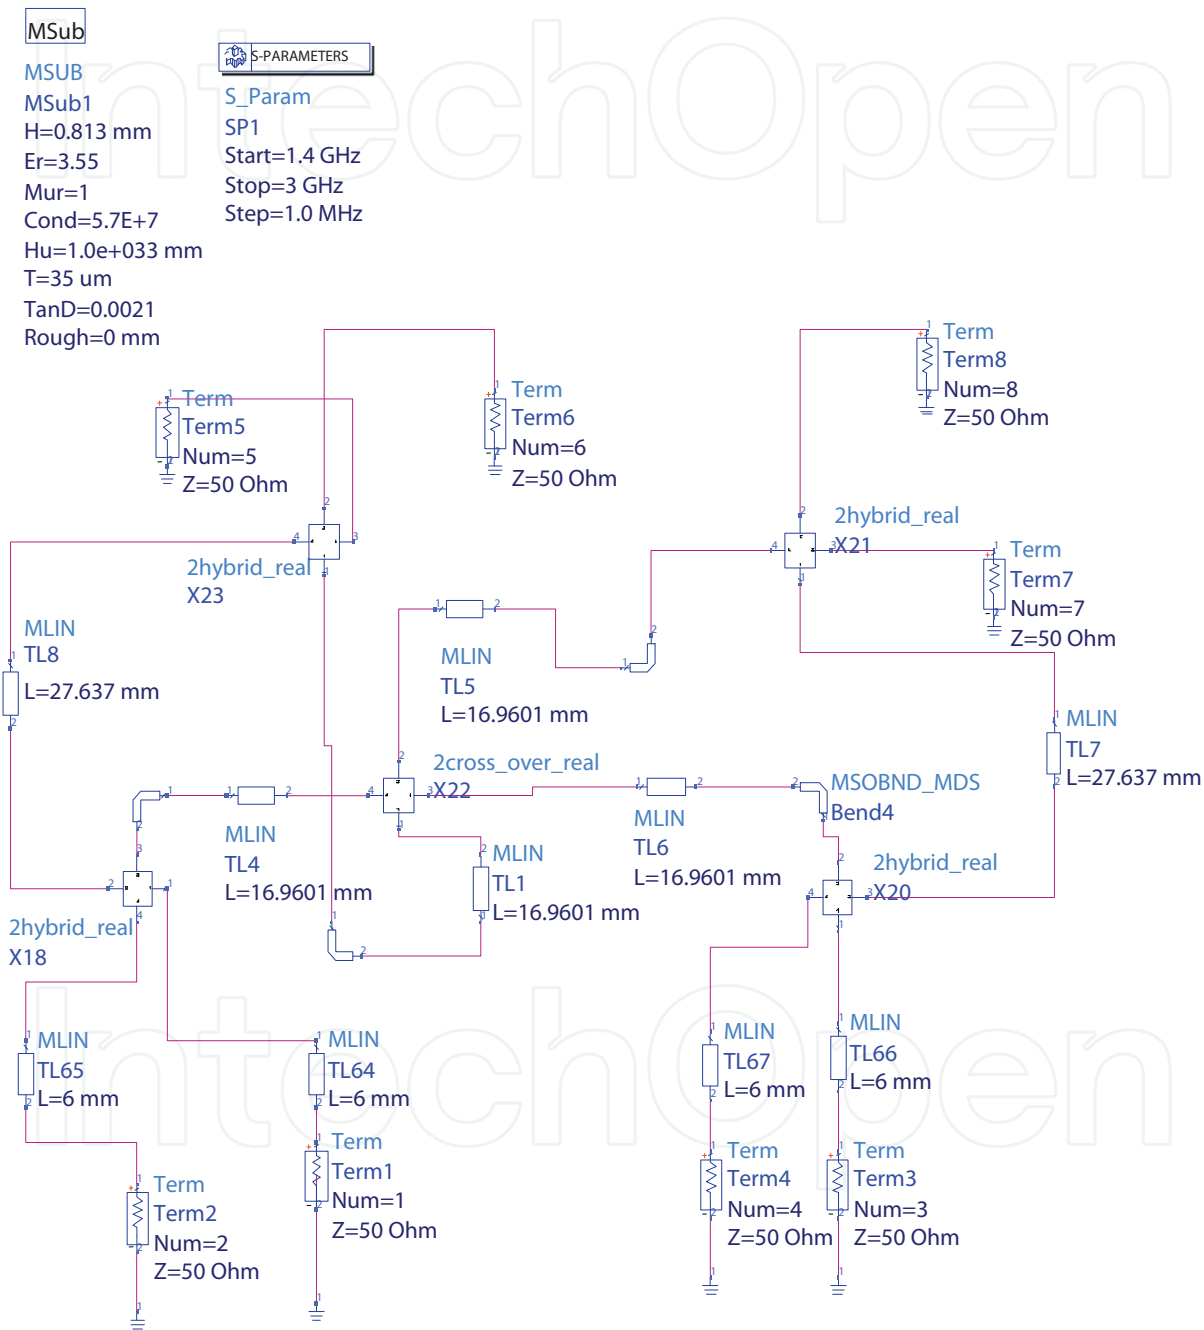 MSub
MSUB
MSub1
H=0.813 mm
Er=3.55
Mur=1
Cond=5.7E+7
Hu=1.0e+033 mm
T=35 um
TanD=0.0021
Rough=0 mm
S-PARAMETERS
S_Param
SP1
Start=1.4 GHz
Stop=3 GHz
Step=1.0 MHz
IntechOpen
Term
Term5
Num=5
Z=50 Ohm
Term
Term6
Num=6
Z=50 Ohm
Term
Term8
Num=8
Z=50 Ohm
2hybrid_real
X23
2hybrid_real
X21
Term
Term7
Num=7
Z=50 Ohm
MLIN
TL8
L=27.637 mm
MLIN
TL5
L=16.9601 mm
MLIN
TL7
L=27.637 mm
2cross_over_real
X22
MLIN
TL4
L=16.9601 mm
MLIN
TL1
L=16.9601 mm
MLIN
TL6
L=16.9601 mm
MSOBND_MDS
Bend4
2hybrid_real
X20
2hybrid_real
X18
MLIN
TL65
L=6 mm
MLIN
TL64
L=6 mm
MLIN
TL67
L=6 mm
MLIN
TL66
L=6 mm
IntechOpen
Term
Term2
Num=2
Z=50 Ohm
Term
Term1
Num=1
Z=50 Ohm
Term
Term4
Num=4
Z=50 Ohm
Term
Term3
Num=3
Z=50 Ohm